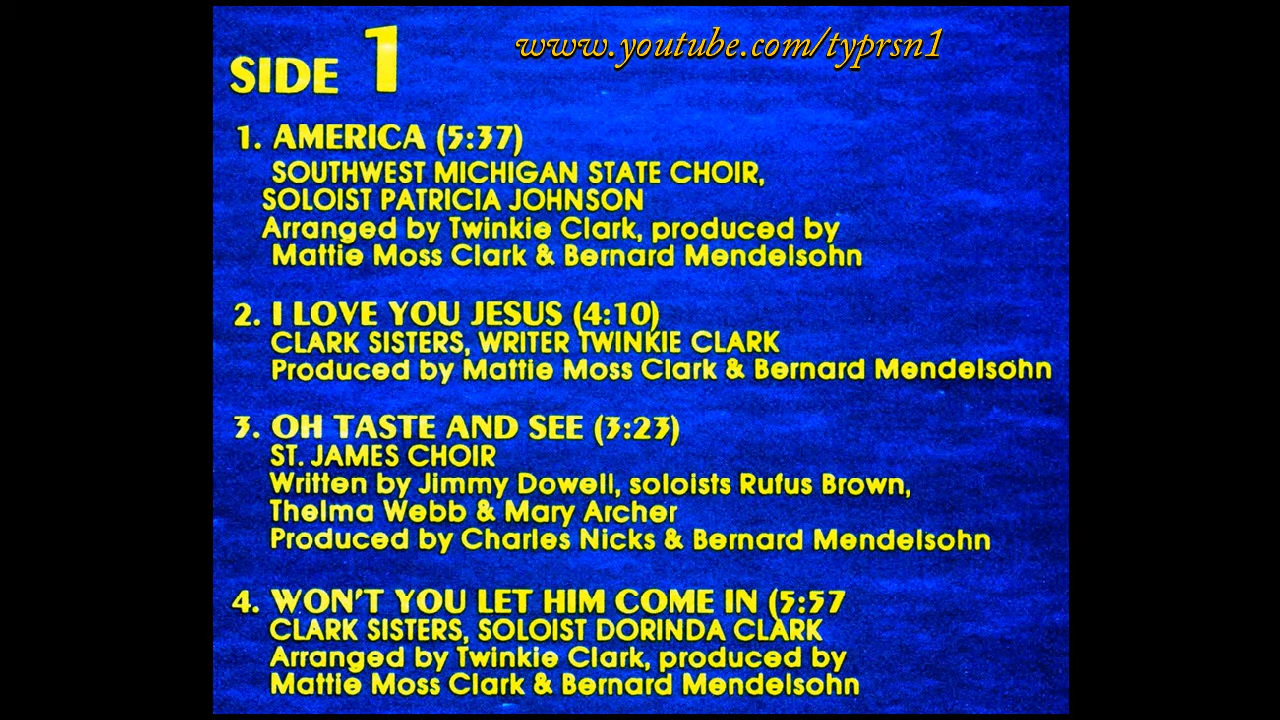 www.youtube.com/typrsn1
SIDE 1
1. AMERICA (5:37)
SOUTHWEST MICHIGAN STATE CHOIR,
SOLOIST PATRICIA JOHNSON
Arranged by Twinkie Clark, produced by
Mattie Moss Clark & Bernard Mendelsohn
2. I LOVE YOU JESUS (4:10)
CLARK SISTERS, WRITER TWINKIE CLARK
Produced by Mattie Moss Clark & Bernard Mendelsohn
3. OH TASTE AND SEE (3:23)
ST. JAMES CHOIR
Written by Jimmy Dowell, soloists Rufus Brown,
Thelma Webb & Mary Archer
Produced by Charles Nicks & Bernard Mendelsohn
4. WON'T YOU LET HIM COME IN (5:57
CLARK SISTERS, SOLOIST DORINDA CLARK
Arranged by Twinkie Clark, produced by
Mattie Moss Clark & Bernard Mendelsohn